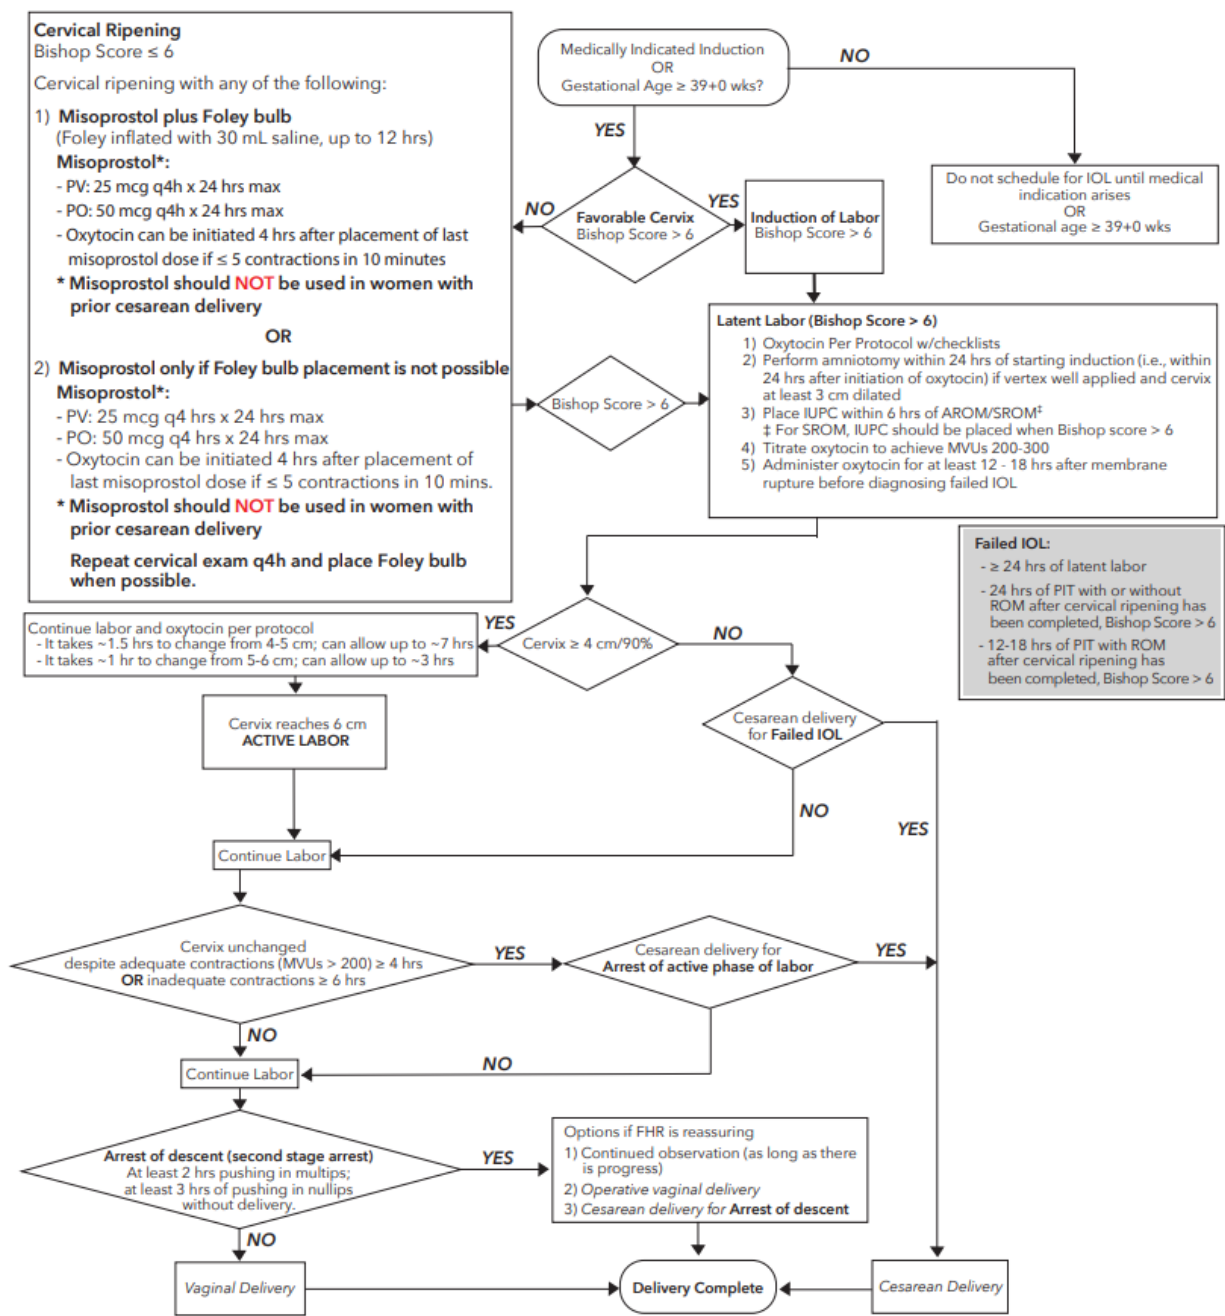 Cervical Ripening
Bishop Score ≤ 6
Cervical ripening with any of the following:
1) Misoprostol plus Foley bulb
(Foley inflated with 30 mL saline, up to 12 hrs)
Misoprostol*:
- PV: 25 mcg q4h x 24 hrs max
- PO: 50 mcg q4h x 24 hrs max
- Oxytocin can be initiated 4 hrs after placement of last
misoprostol dose if ≤ 5 contractions in 10 minutes
* Misoprostol should NOT be used in women with
prior cesarean delivery
OR
2) Misoprostol only if Foley bulb placement is not possible
Misoprostol*:
- PV: 25 mcg q4 hrs x 24 hrs max
- PO: 50 mcg q4 hrs x 24 hrs max
- Oxytocin can be initiated 4 hrs after placement of
last misoprostol dose if ≤ 5 contractions in 10 mins.
* Misoprostol should NOT be used in women with
prior cesarean delivery
Repeat cervical exam q4h and place Foley bulb
when possible.
Medically Indicated Induction
OR
Gestational Age ≥ 39+0 wks?
NO
YES
Do not schedule for IOL until medical
indication arises
OR
Gestational age ≥ 39+0 wks
NO
Favorable Cervix
Bishop Score > 6
YES
Induction of Labor
Bishop Score > 6
Bishop Score > 6
Latent Labor (Bishop Score > 6)
1) Oxytocin Per Protocol w/checklists
2) Perform amniotomy within 24 hrs of starting induction (i.e., within
24 hrs after initiation of oxytocin) if vertex well applied and cervix
at least 3 cm dilated
3) Place IUPC within 6 hrs of AROM/SROM‡
‡ For SROM, IUPC should be placed when Bishop score > 6
4) Titrate oxytocin to achieve MVUs 200-300
5) Administer oxytocin for at least 12 - 18 hrs after membrane
rupture before diagnosing failed IOL
Failed IOL:
- ≥ 24 hrs of latent labor
- 24 hrs of PIT with or without
ROM after cervical ripening has
been completed, Bishop Score > 6
- 12-18 hrs of PIT with ROM
after cervical ripening has
been completed, Bishop Score > 6
Cervix ≥ 4 cm/90%
YES
NO
Continue labor and oxytocin per protocol
- It takes ~1.5 hrs to change from 4-5 cm; can allow up to ~7 hrs
- It takes ~1 hr to change from 5-6 cm; can allow up to ~3 hrs
Cervix reaches 6 cm
ACTIVE LABOR
Cesarean delivery
for Failed IOL
NO
YES
Continue Labor
Cervix unchanged
despite adequate contractions (MVUs > 200) ≥ 4 hrs
OR inadequate contractions ≥ 6 hrs
YES
Cesarean delivery for
Arrest of active phase of labor
YES
NO
NO
Continue Labor
Arrest of descent (second stage arrest)
At least 2 hrs pushing in multips;
at least 3 hrs of pushing in nullips
without delivery.
YES
Options if FHR is reassuring
1) Continued observation (as long as there
is progress)
2) Operative vaginal delivery
3) Cesarean delivery for Arrest of descent
NO
Vaginal Delivery
Delivery Complete
Cesarean Delivery